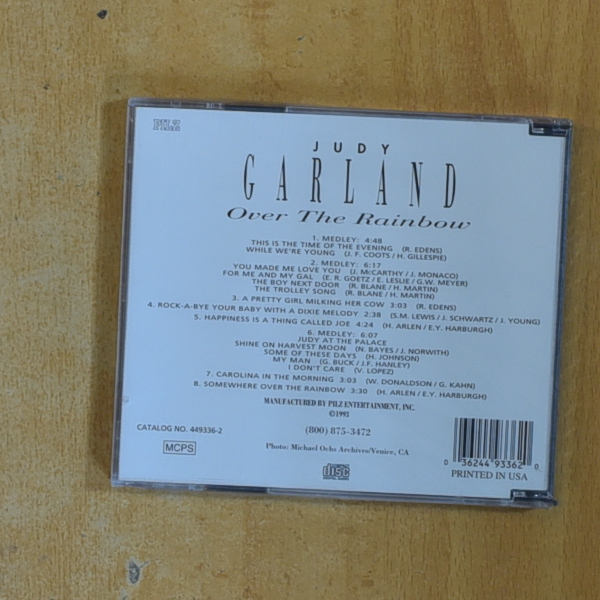 PILZ
JUDY
GARLAND
Over The Rainbow
1. MEDLEY: 4:48
THIS IS THE TIME OF THE EVENING (R. EDENS)
WHILE WE'RE YOUNG (J. F. COOTS / H. GILLESPIE)
2. MEDLEY: 6:17
YOU MADE ME LOVE YOU (J. McCARTHY / J. MONACO)
FOR ME AND MY GAL (E. R. GOETZ / E. LESLIE / G.W. MEYER)
THE BOY NEXT DOOR (R. BLANE / H. MARTIN)
THE TROLLEY SONG (R. BLANE / H. MARTIN)
3. A PRETTY GIRL MILKING HER COW 3:03 (R. EDENS)
4. ROCK-A-BYE YOUR BABY WITH A DIXIE MELODY 2:38 (S.M. LEWIS / J. SCHWARTZ / J. YOUNG)
5. HAPPINESS IS A THING CALLED JOE 4:24 (H. ARLEN / E.Y. HARBURGH)
6. MEDLEY: 6:07
JUDY AT THE PALACE
SHINE ON HARVEST MOON (N. BAYES / J. NORWITH)
SOME OF THESE DAYS (H. JOHNSON)
MY MAN (G. BUCK / J.F. HANLEY)
I DON'T CARE (V. LOPEZ)
7. CAROLINA IN THE MORNING 3:03 (W. DONALDSON / G. KAHN)
8. SOMEWHERE OVER THE RAINBOW 3:30 (H. ARLEN / E.Y. HARBURGH)
MANUFACTURED BY PILZ ENTERTAINMENT, INC.
©1993
(800) 875-3472
Photo: Michael Ochs Archives/Venice, CA
CATALOG NO. 449336-2
MCPS
COMPACT
disc
DIGITAL AUDIO
0 36244 93362 0
PRINTED IN USA